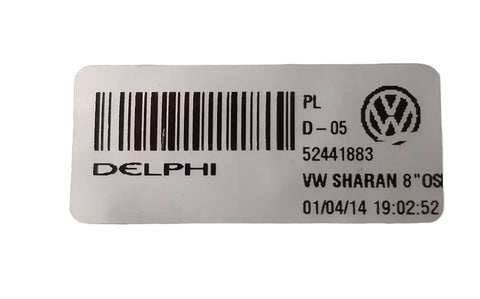 PL
D-05
52441883
DELPHI
VW SHARAN 8"OS
01/04/14 19:02:52